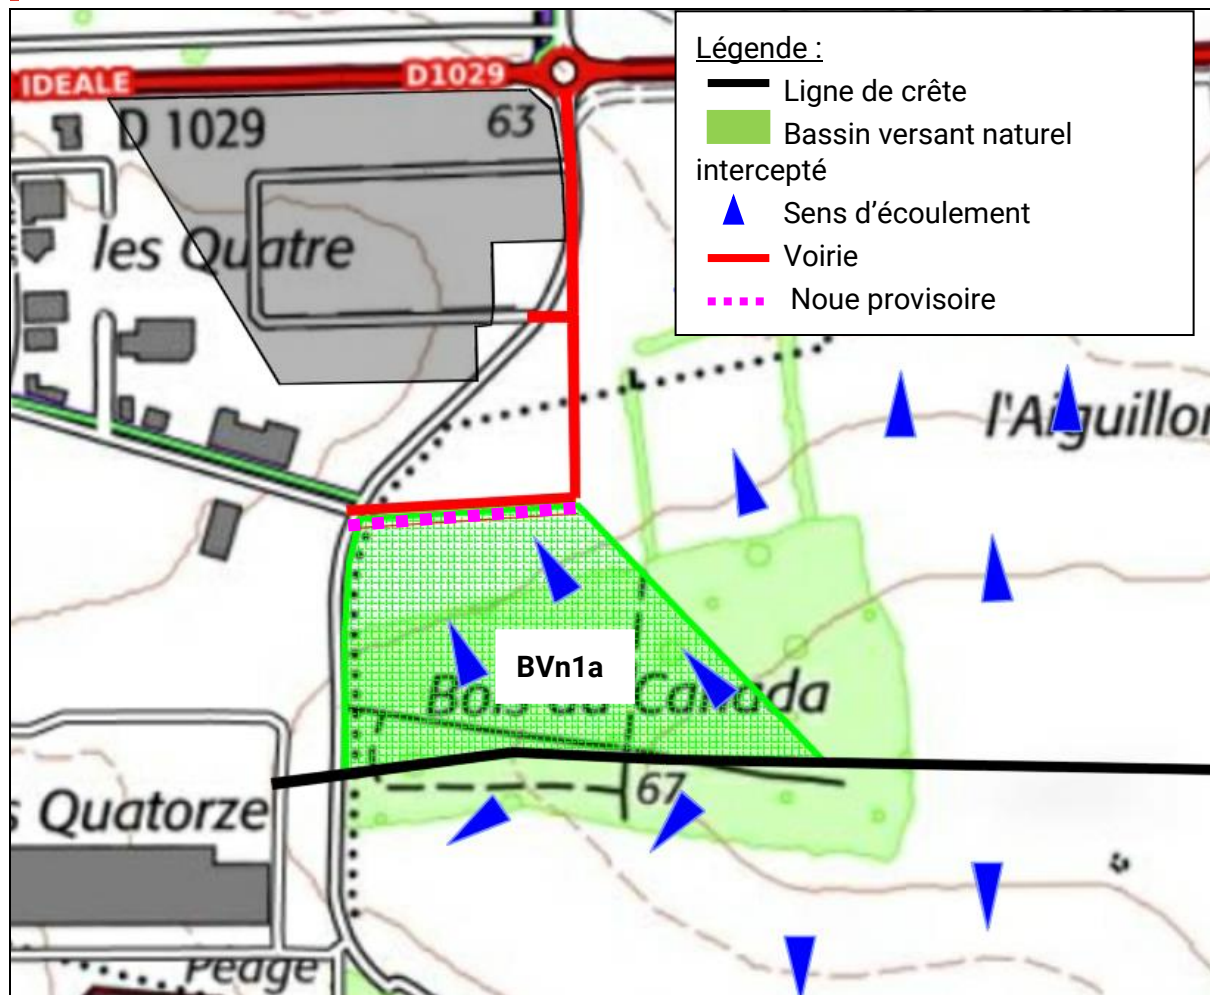 Légende :
Ligne de crête
Bassin versant naturel
intercepté
Sens d'écoulement
Voirie
Noue provisoire
IDEALE
D1029
D 1029
63
les Quatre
l'Aiguillon
BVn1a
Bois du Canada
67
s Quatorze
Péage